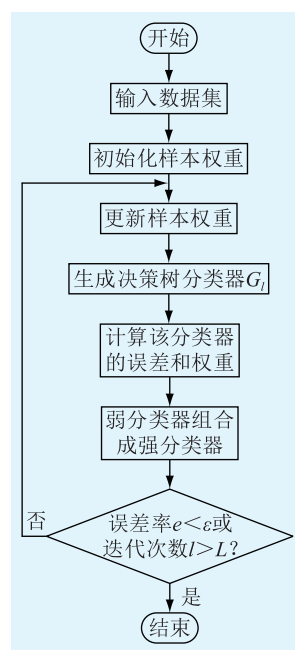 开始
输入数据集
初始化样本权重
更新样本权重
生成决策树分类器Gl
计算该分类器
的误差和权重
弱分类器组合
成强分类器
否
误差率e<ε或
迭代次数l>L?
是
结束